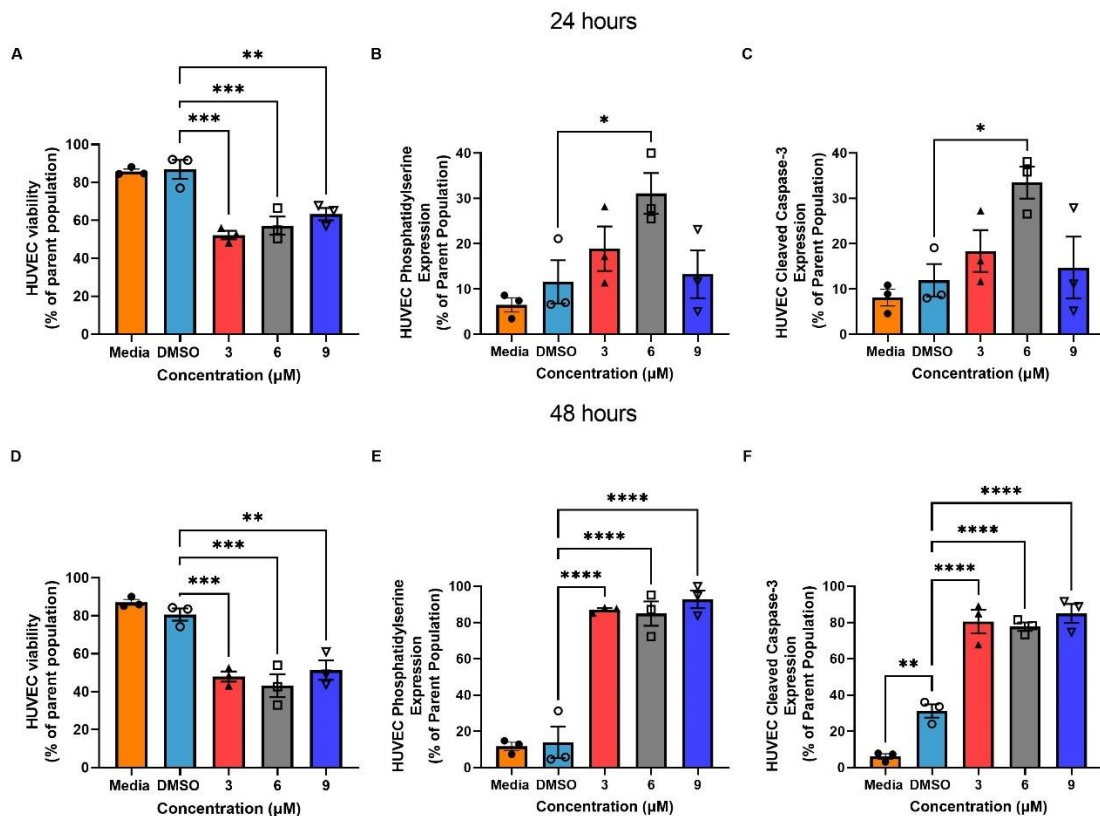 24 hours
A
B
C
**
***
***
HUVEC viability
(% of parent population)
100
80
60
40
20
0
Media DMSO 3 6 9
Concentration (µM)
*
HUVEC Phosphatidylserine
Expression
(% of Parent Population)
40
30
20
10
0
Media DMSO 3 6 9
Concentration (µM)
*
HUVEC Cleaved Caspase-3
Expression
(% of Parent Population)
40
30
20
10
0
Media DMSO 3 6 9
Concentration (µM)
48 hours
D
E
F
**
***
***
HUVEC viability
(% of parent population)
100
80
60
40
20
0
Media DMSO 3 6 9
Concentration (µM)
****
****
****
HUVEC Phosphatidylserine
Expression
(% of Parent Population)
100
80
60
40
20
0
Media DMSO 3 6 9
Concentration (µM)
****
****
****
**
HUVEC Cleaved Caspase-3
Expression
(% of Parent Population)
100
80
60
40
20
0
Media DMSO 3 6 9
Concentration (µM)